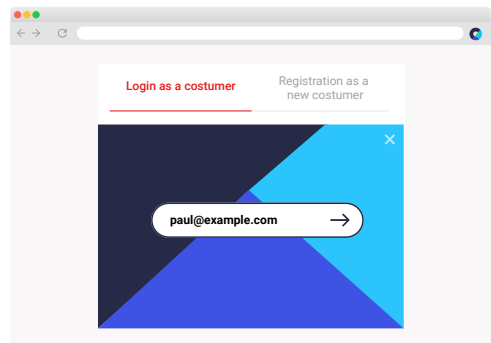 Login as a costumer
Registration as a
new costumer
paul@example.com